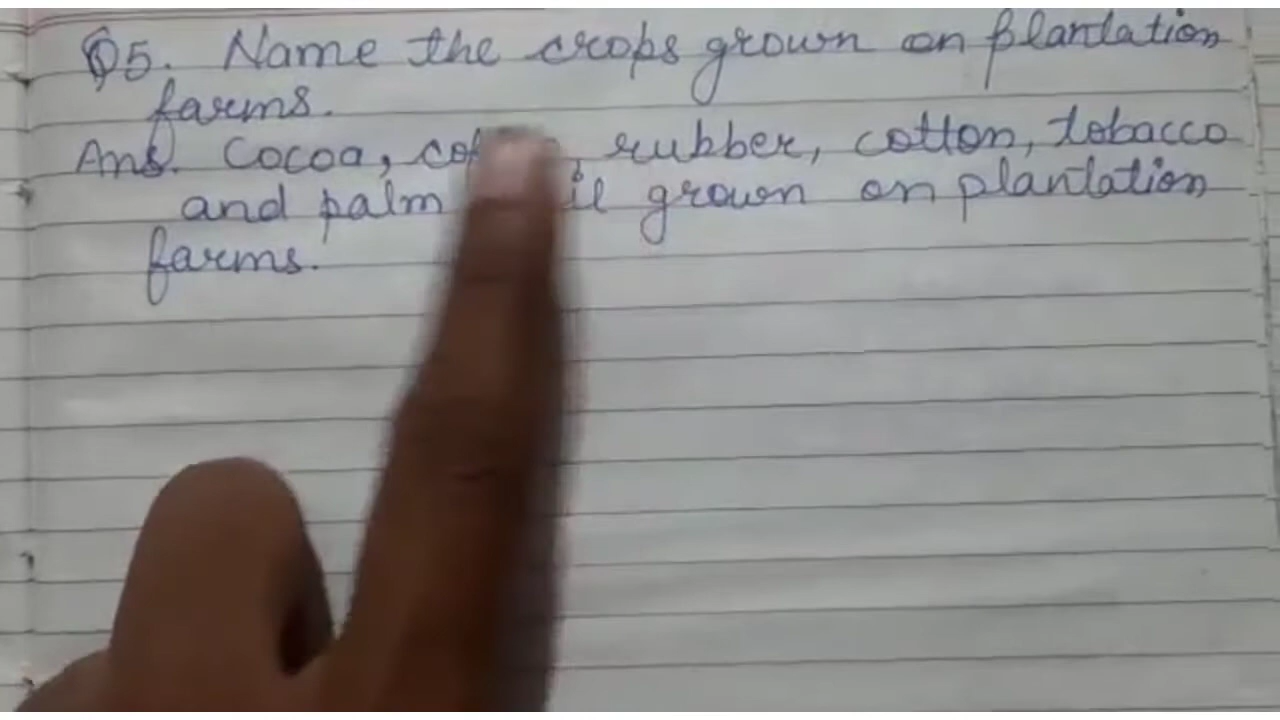 Q5. Name the crops grown on plantation
farms.
Ans. Cocoa, rubber, cotton, tobacco
and palm grown on plantation
farms.